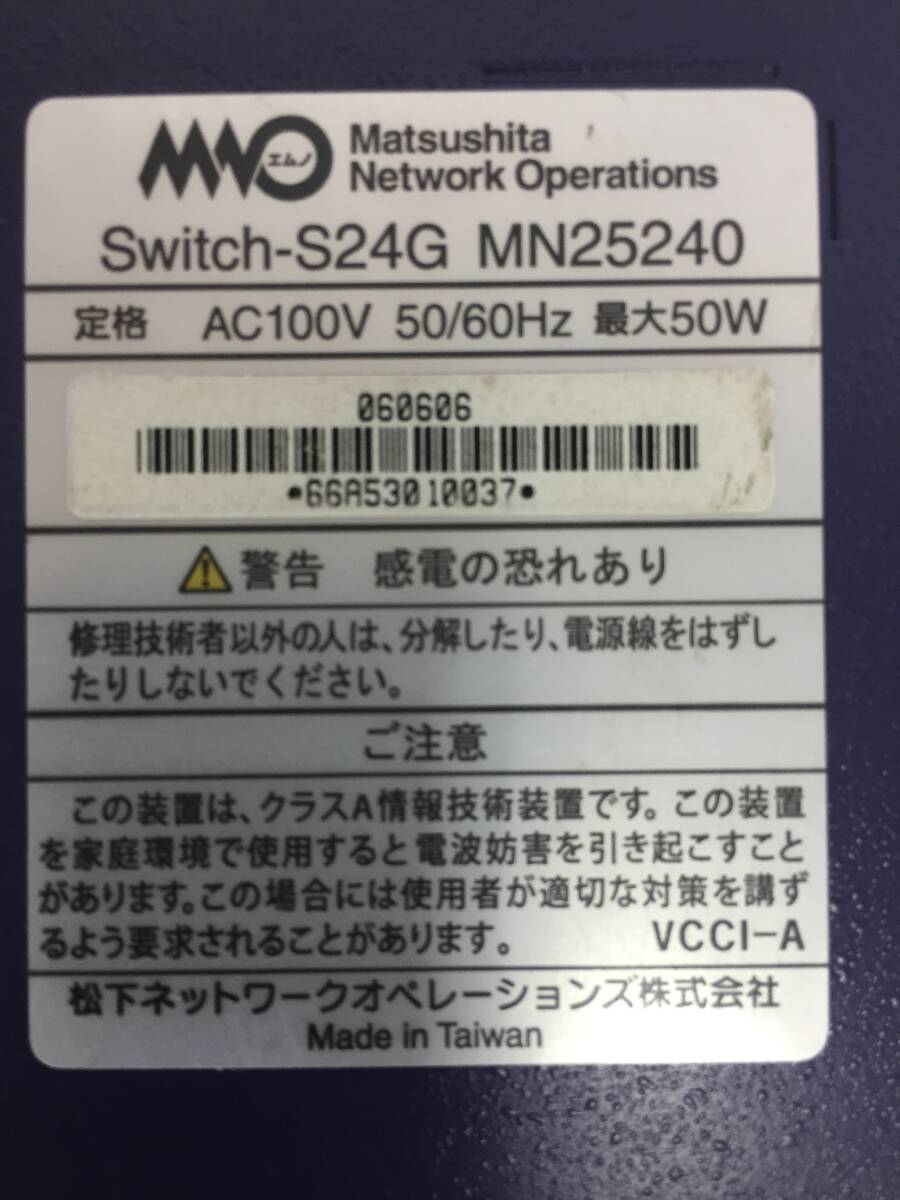 MNO エムノ
Matsushita
Network Operations
Switch-S24G MN25240
定格 AC100V 50/60Hz 最大50W
060606
*66A53010037*
警告 感電の恐れあり
修理技術者以外の人は、分解したり、電源線をはずし
たりしないでください。
ご注意
この装置は、クラスA情報技術装置です。この装置
を家庭環境で使用すると電波妨害を引き起こすこと
があります。この場合には使用者が適切な対策を講ず
るよう要求されることがあります。 VCCI-A
松下ネットワークオペレーションズ株式会社
Made in Taiwan